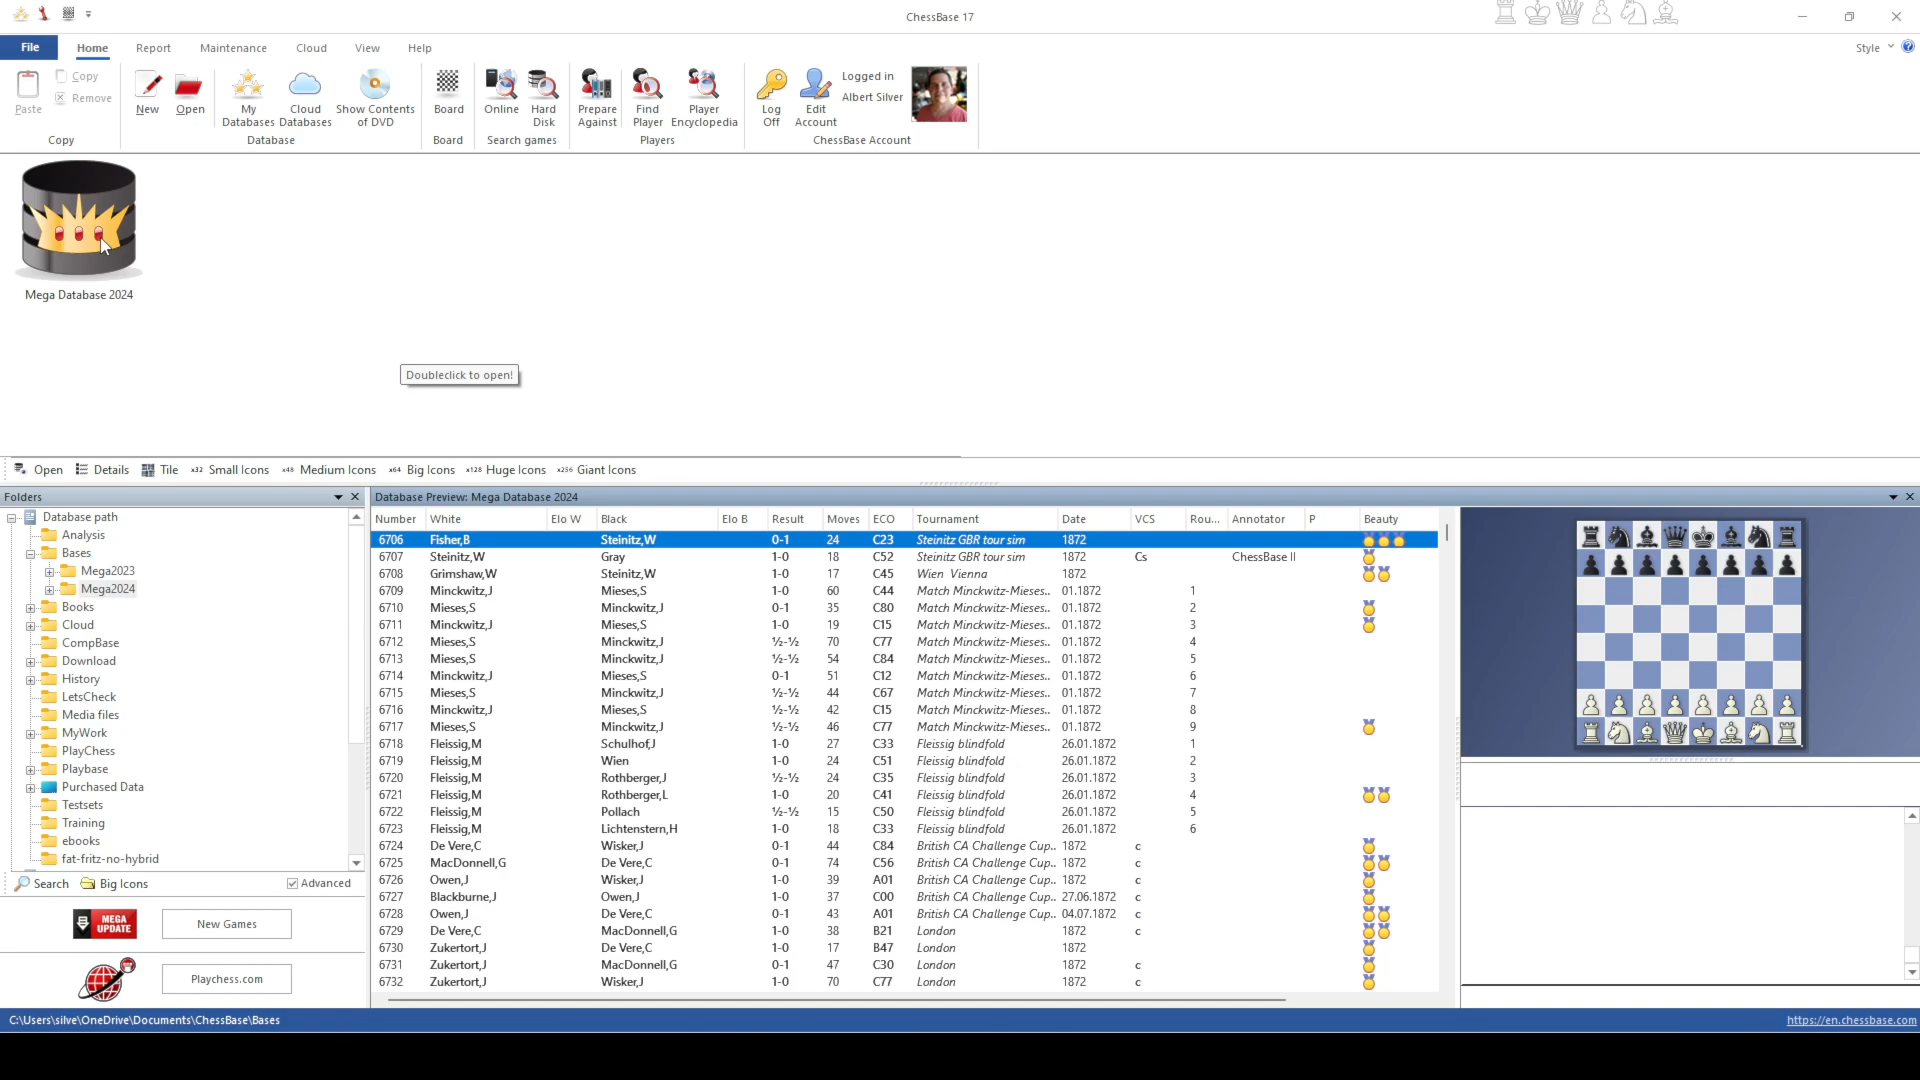 ChessBase 17
File Home Report Maintenance Cloud View Help Style
Paste Copy Remove New Open My Databases Cloud Databases Show Contents of DVD Board Online Hard Disk Prepare Against Find Player Player Encyclopedia Log Off Edit Account Logged in Albert Silver
Copy Database Board Search games Players ChessBase Account
Mega Database 2024
Doubleclick to open!
Open Details Tile x32 Small Icons x48 Medium Icons x64 Big Icons x128 Huge Icons x256 Giant Icons
Folders
Database path
Analysis
Bases
Mega2023
Mega2024
Books
Cloud
CompBase
Download
History
LetsCheck
Media files
MyWork
PlayChess
Playbase
Purchased Data
Testsets
Training
ebooks
fat-fritz-no-hybrid
Search Big Icons Advanced
MEGA UPDATE New Games
Playchess.com
Database Preview: Mega Database 2024
Number White Elo W Black Elo B Result Moves ECO Tournament Date VCS Rou... Annotator P Beauty
6706 Fisher,B Steinitz,W 0-1 24 C23 Steinitz GBR tour sim 1872
6707 Steinitz,W Gray 1-0 18 C52 Steinitz GBR tour sim 1872 Cs ChessBase II
6708 Grimshaw,W Steinitz,W 1-0 17 C45 Wien Vienna 1872
6709 Minckwitz,J Mieses,S 1-0 60 C44 Match Minckwitz-Mieses.. 01.1872 1
6710 Mieses,S Minckwitz,J 0-1 35 C80 Match Minckwitz-Mieses.. 01.1872 2
6711 Minckwitz,J Mieses,S 1-0 19 C15 Match Minckwitz-Mieses.. 01.1872 3
6712 Mieses,S Minckwitz,J ½-½ 70 C77 Match Minckwitz-Mieses.. 01.1872 4
6713 Mieses,S Minckwitz,J ½-½ 54 C84 Match Minckwitz-Mieses.. 01.1872 5
6714 Minckwitz,J Mieses,S 0-1 51 C12 Match Minckwitz-Mieses.. 01.1872 6
6715 Mieses,S Minckwitz,J ½-½ 44 C67 Match Minckwitz-Mieses.. 01.1872 7
6716 Minckwitz,J Mieses,S ½-½ 42 C15 Match Minckwitz-Mieses.. 01.1872 8
6717 Mieses,S Minckwitz,J ½-½ 46 C77 Match Minckwitz-Mieses.. 01.1872 9
6718 Fleissig,M Schulhof,J 1-0 27 C33 Fleissig blindfold 26.01.1872 1
6719 Fleissig,M Wien 1-0 24 C51 Fleissig blindfold 26.01.1872 2
6720 Fleissig,M Rothberger,J ½-½ 24 C35 Fleissig blindfold 26.01.1872 3
6721 Fleissig,M Rothberger,L 1-0 20 C41 Fleissig blindfold 26.01.1872 4
6722 Fleissig,M Pollach ½-½ 15 C50 Fleissig blindfold 26.01.1872 5
6723 Fleissig,M Lichtenstern,H 1-0 18 C33 Fleissig blindfold 26.01.1872 6
6724 De Vere,C Wisker,J 0-1 44 C84 British CA Challenge Cup.. 1872 c
6725 MacDonnell,G De Vere,C 0-1 74 C56 British CA Challenge Cup.. 1872 c
6726 Owen,J Wisker,J 1-0 39 A01 British CA Challenge Cup.. 1872 c
6727 Blackburne,J Owen,J 1-0 37 C00 British CA Challenge Cup.. 27.06.1872 c
6728 Owen,J De Vere,C 0-1 43 A01 British CA Challenge Cup.. 04.07.1872 c
6729 De Vere,C MacDonnell,G 1-0 38 B21 London 1872 c
6730 Zukertort,J De Vere,C 1-0 17 B47 London 1872
6731 Zukertort,J MacDonnell,G 0-1 47 C30 London 1872 c
6732 Zukertort,J Wisker,J 1-0 70 C77 London 1872 c
C:\Users\silve\OneDrive\Documents\ChessBase\Bases https://en.chessbase.com